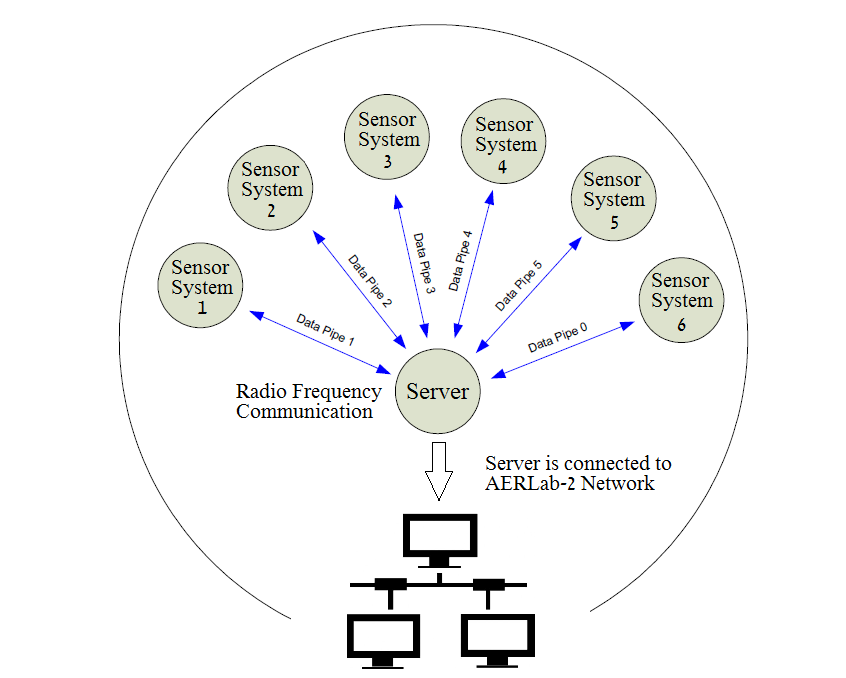 Sensor
System
3
Sensor
System
4
Sensor
System
2
Sensor
System
5
Sensor
System
1
Sensor
System
6
Data Pipe 1
Data Pipe 2
Data Pipe 3
Data Pipe 4
Data Pipe 5
Data Pipe 0
Radio Frequency
Communication
Server
Server is connected to
AERLab-2 Network